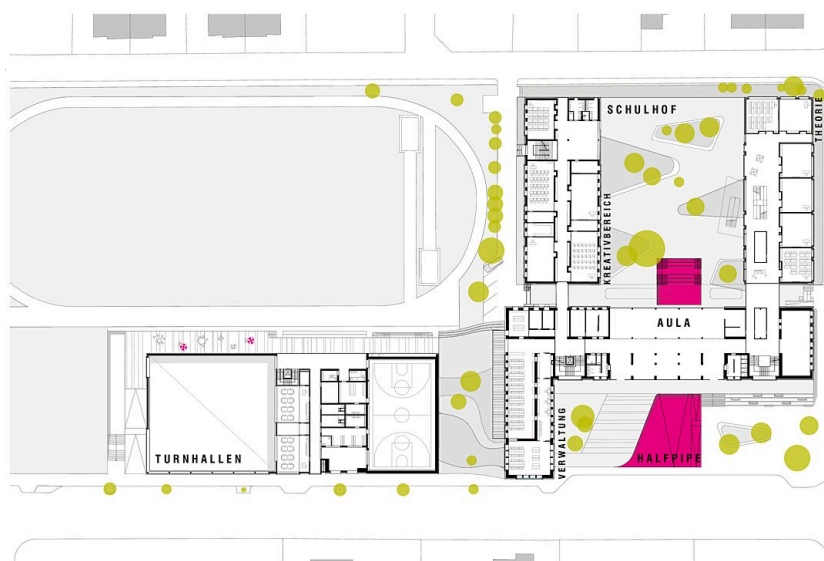 SCHULHOF
THEORIE
KREATIVBEREICH
AULA
TURNHALLEN
VERWALTUNG
HALFPIPE